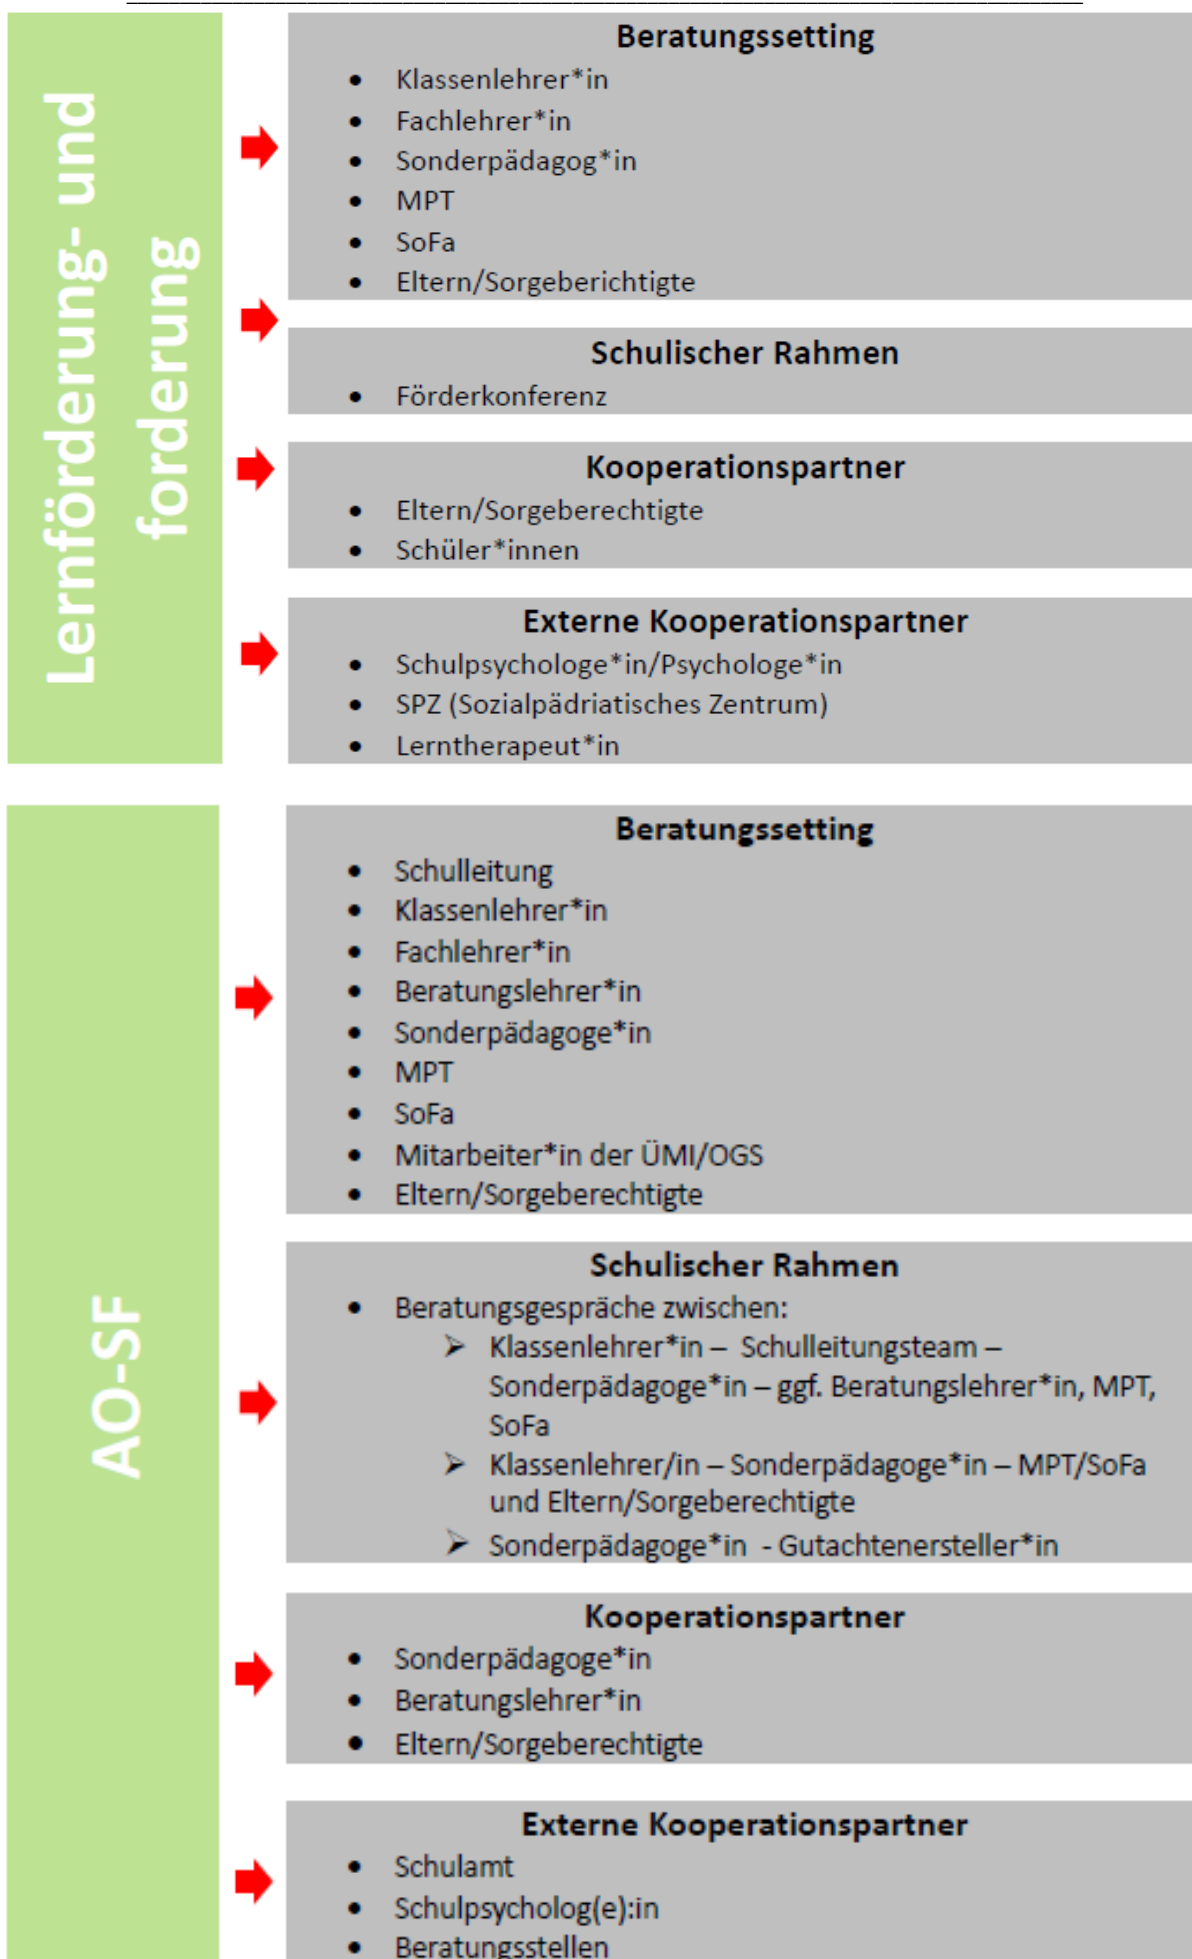 Lernförderung- und
forderung
Beratungssetting
• Klassenlehrer*in
• Fachlehrer*in
• Sonderpädagog*in
• MPT
• SoFa
• Eltern/Sorgeberichtigte
Schulischer Rahmen
• Förderkonferenz
Kooperationspartner
• Eltern/Sorgeberechtigte
• Schüler*innen
Externe Kooperationspartner
• Schulpsychologe*in/Psychologe*in
• SPZ (Sozialpädriatisches Zentrum)
• Lerntherapeut*in
AO-SF
Beratungssetting
• Schulleitung
• Klassenlehrer*in
• Fachlehrer*in
• Beratungslehrer*in
• Sonderpädagoge*in
• MPT
• SoFa
• Mitarbeiter*in der ÜMI/OGS
• Eltern/Sorgeberechtigte
Schulischer Rahmen
• Beratungsgespräche zwischen:
➢ Klassenlehrer*in – Schulleitungsteam –
Sonderpädagoge*in – ggf. Beratungslehrer*in, MPT,
SoFa
➢ Klassenlehrer/in – Sonderpädagoge*in – MPT/SoFa
und Eltern/Sorgeberechtigte
➢ Sonderpädagoge*in - Gutachtenersteller*in
Kooperationspartner
• Sonderpädagoge*in
• Beratungslehrer*in
• Eltern/Sorgeberechtigte
Externe Kooperationspartner
• Schulamt
• Schulpsycholog(e):in
• Beratungsstellen